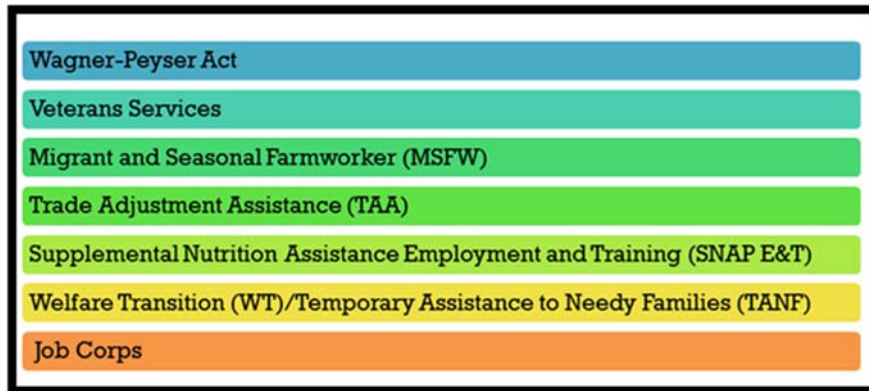 Wagner-Peyser Act
Veterans Services
Migrant and Seasonal Farmworker (MSFW)
Trade Adjustment Assistance (TAA)
Supplemental Nutrition Assistance Employment and Training (SNAP E&T)
Welfare Transition (WT)/Temporary Assistance to Needy Families (TANF)
Job Corps